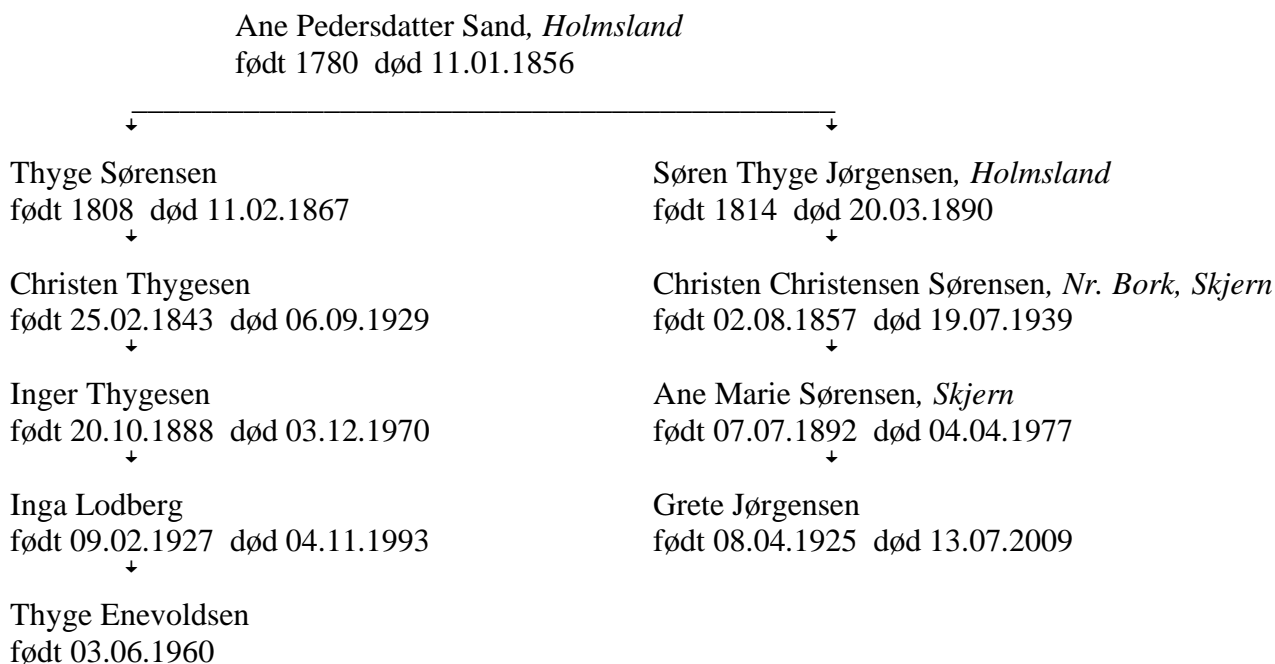 Ane Pedersdatter Sand, Holmsland
født 1780 død 11.01.1856
Thyge Sørensen
født 1808 død 11.02.1867
Christen Thygesen
født 25.02.1843 død 06.09.1929
Inger Thygesen
født 20.10.1888 død 03.12.1970
Inga Lodberg
født 09.02.1927 død 04.11.1993
Thyge Enevoldsen
født 03.06.1960
Søren Thyge Jørgensen, Holmsland
født 1814 død 20.03.1890
Christen Christensen Sørensen, Nr. Bork, Skjern
født 02.08.1857 død 19.07.1939
Ane Marie Sørensen, Skjern
født 07.07.1892 død 04.04.1977
Grete Jørgensen
født 08.04.1925 død 13.07.2009